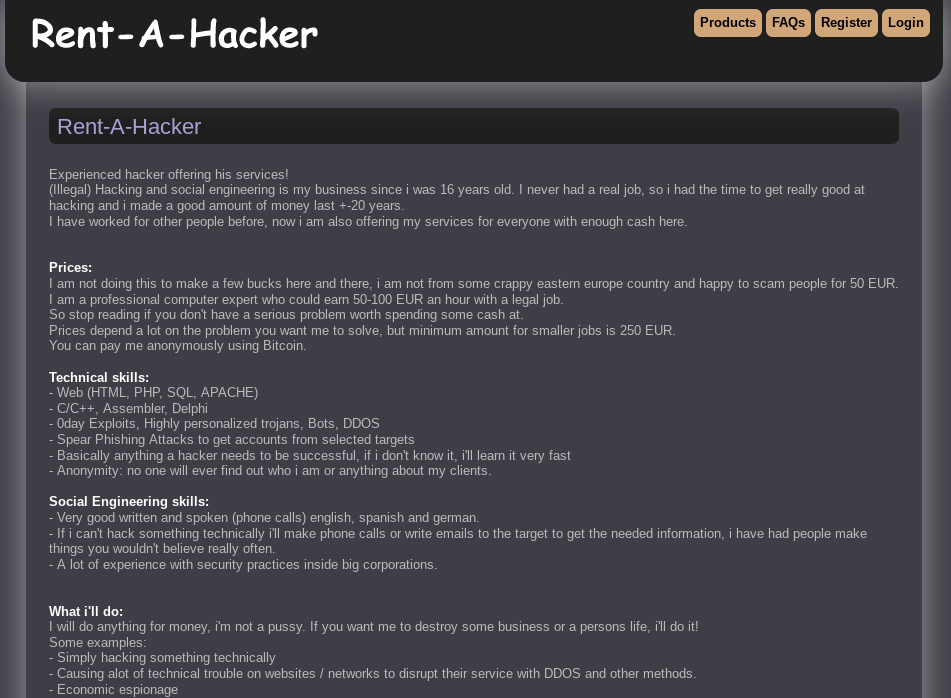 Rent-A-Hacker
Products FAQs Register Login
Rent-A-Hacker
Experienced hacker offering his services!
(Illegal) Hacking and social engineering is my business since i was 16 years old. I never had a real job, so i had the time to get really good at
hacking and i made a good amount of money last +-20 years.
I have worked for other people before, now i am also offering my services for everyone with enough cash here.
Prices:
I am not doing this to make a few bucks here and there, i am not from some crappy eastern europe country and happy to scam people for 50 EUR.
I am a professional computer expert who could earn 50-100 EUR an hour with a legal job.
So stop reading if you don't have a serious problem worth spending some cash at.
Prices depend a lot on the problem you want me to solve, but minimum amount for smaller jobs is 250 EUR.
You can pay me anonymously using Bitcoin.
Technical skills:
- Web (HTML, PHP, SQL, APACHE)
- C/C++, Assembler, Delphi
- 0day Exploits, Highly personalized trojans, Bots, DDOS
- Spear Phishing Attacks to get accounts from selected targets
- Basically anything a hacker needs to be successful, if i don't know it, i'll learn it very fast
- Anonymity: no one will ever find out who i am or anything about my clients.
Social Engineering skills:
- Very good written and spoken (phone calls) english, spanish and german.
- If i can't hack something technically i'll make phone calls or write emails to the target to get the needed information, i have had people make
things you wouldn't believe really often.
- A lot of experience with security practices inside big corporations.
What i'll do:
I will do anything for money, i'm not a pussy. If you want me to destroy some business or a persons life, i'll do it!
Some examples:
- Simply hacking something technically
- Causing alot of technical trouble on websites / networks to disrupt their service with DDOS and other methods.
- Economic espionage